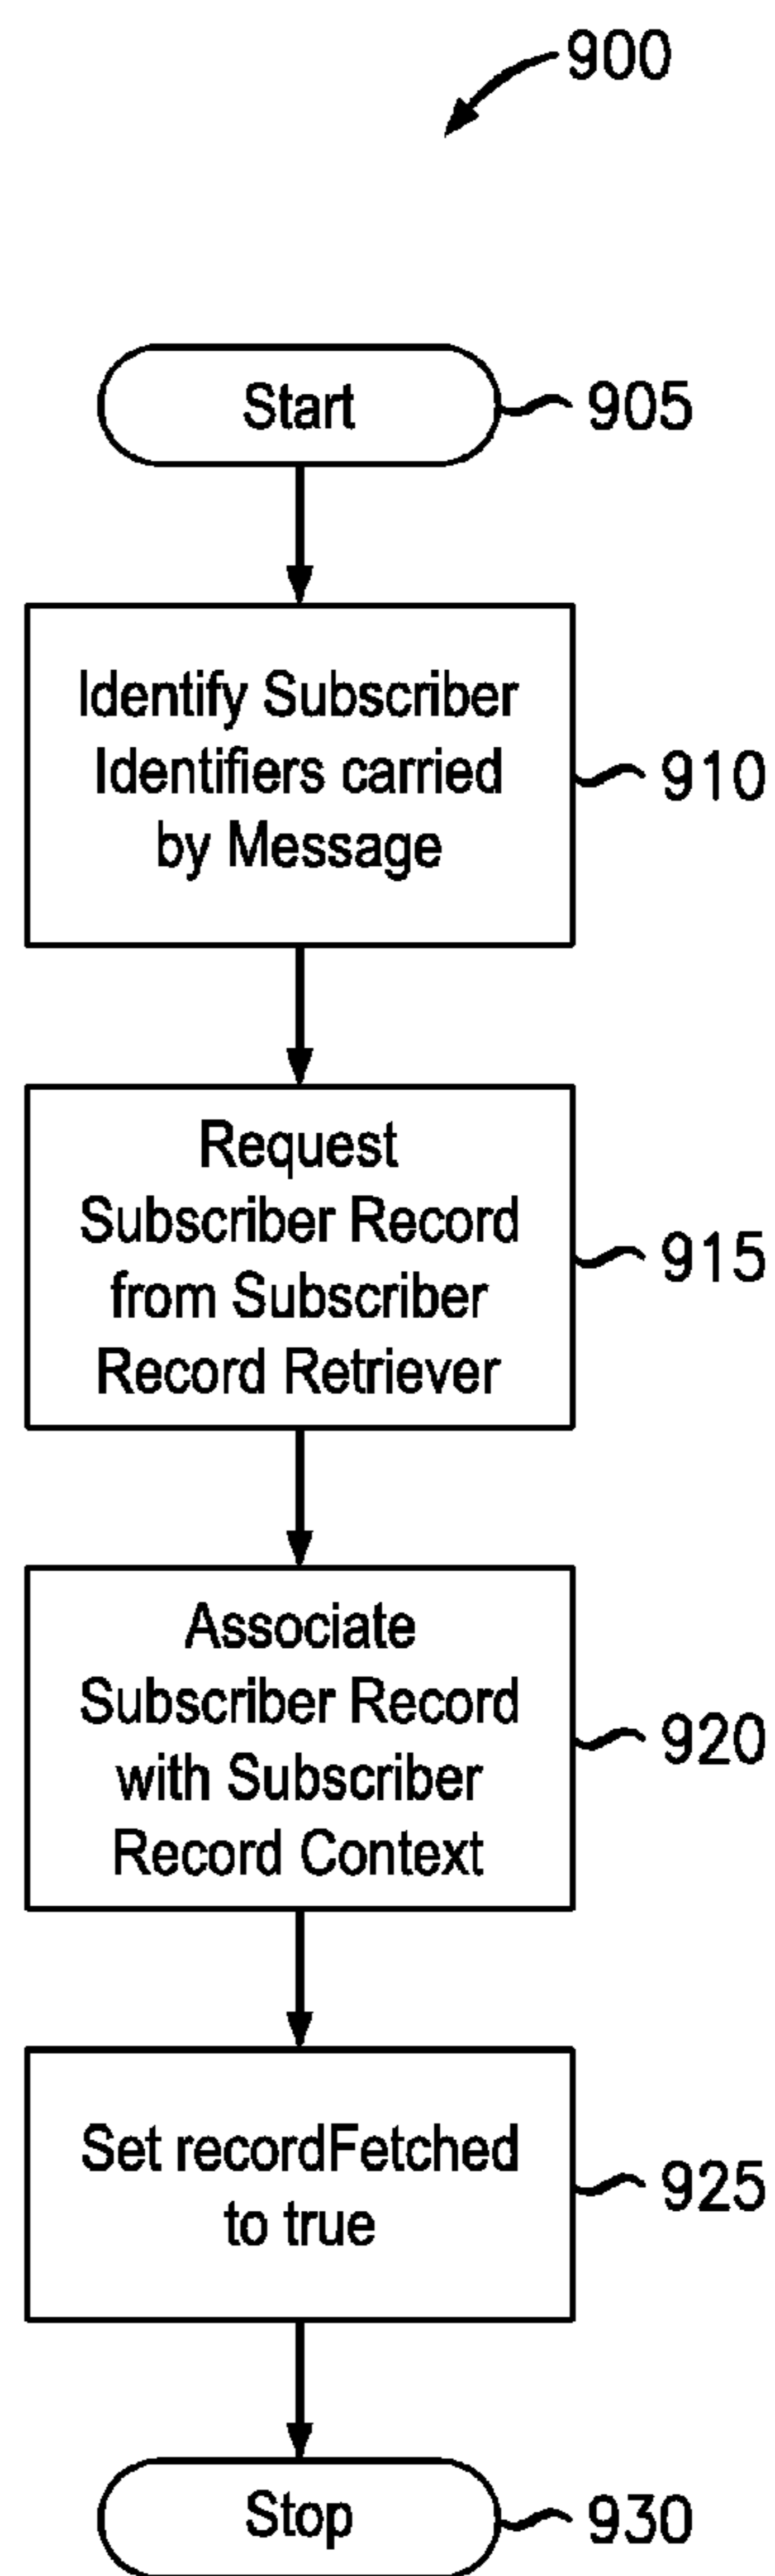 900
Start
905
Identify Subscriber
Identifiers carried
by Message
910
Request
Subscriber Record
from Subscriber
Record Retriever
915
Associate
Subscriber Record
with Subscriber
Record Context
920
Set recordFetched
to true
925
Stop
930